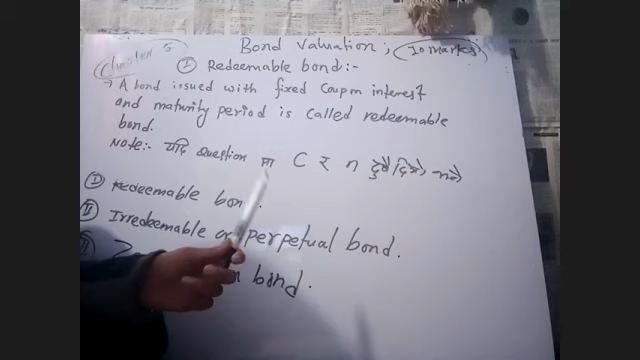 Chapter 5
Bond Valuation ; (10 marks)
① Redeemable bond:-
→ A bond issued with fixed Coupon interest
and maturity period is called redeemable
bond.
Note:- यदि Question मा C र n दुवै दिएको
Ⓘ Redeemable bond.
Ⓘ Irredeemable or perpetual bond.
bond.